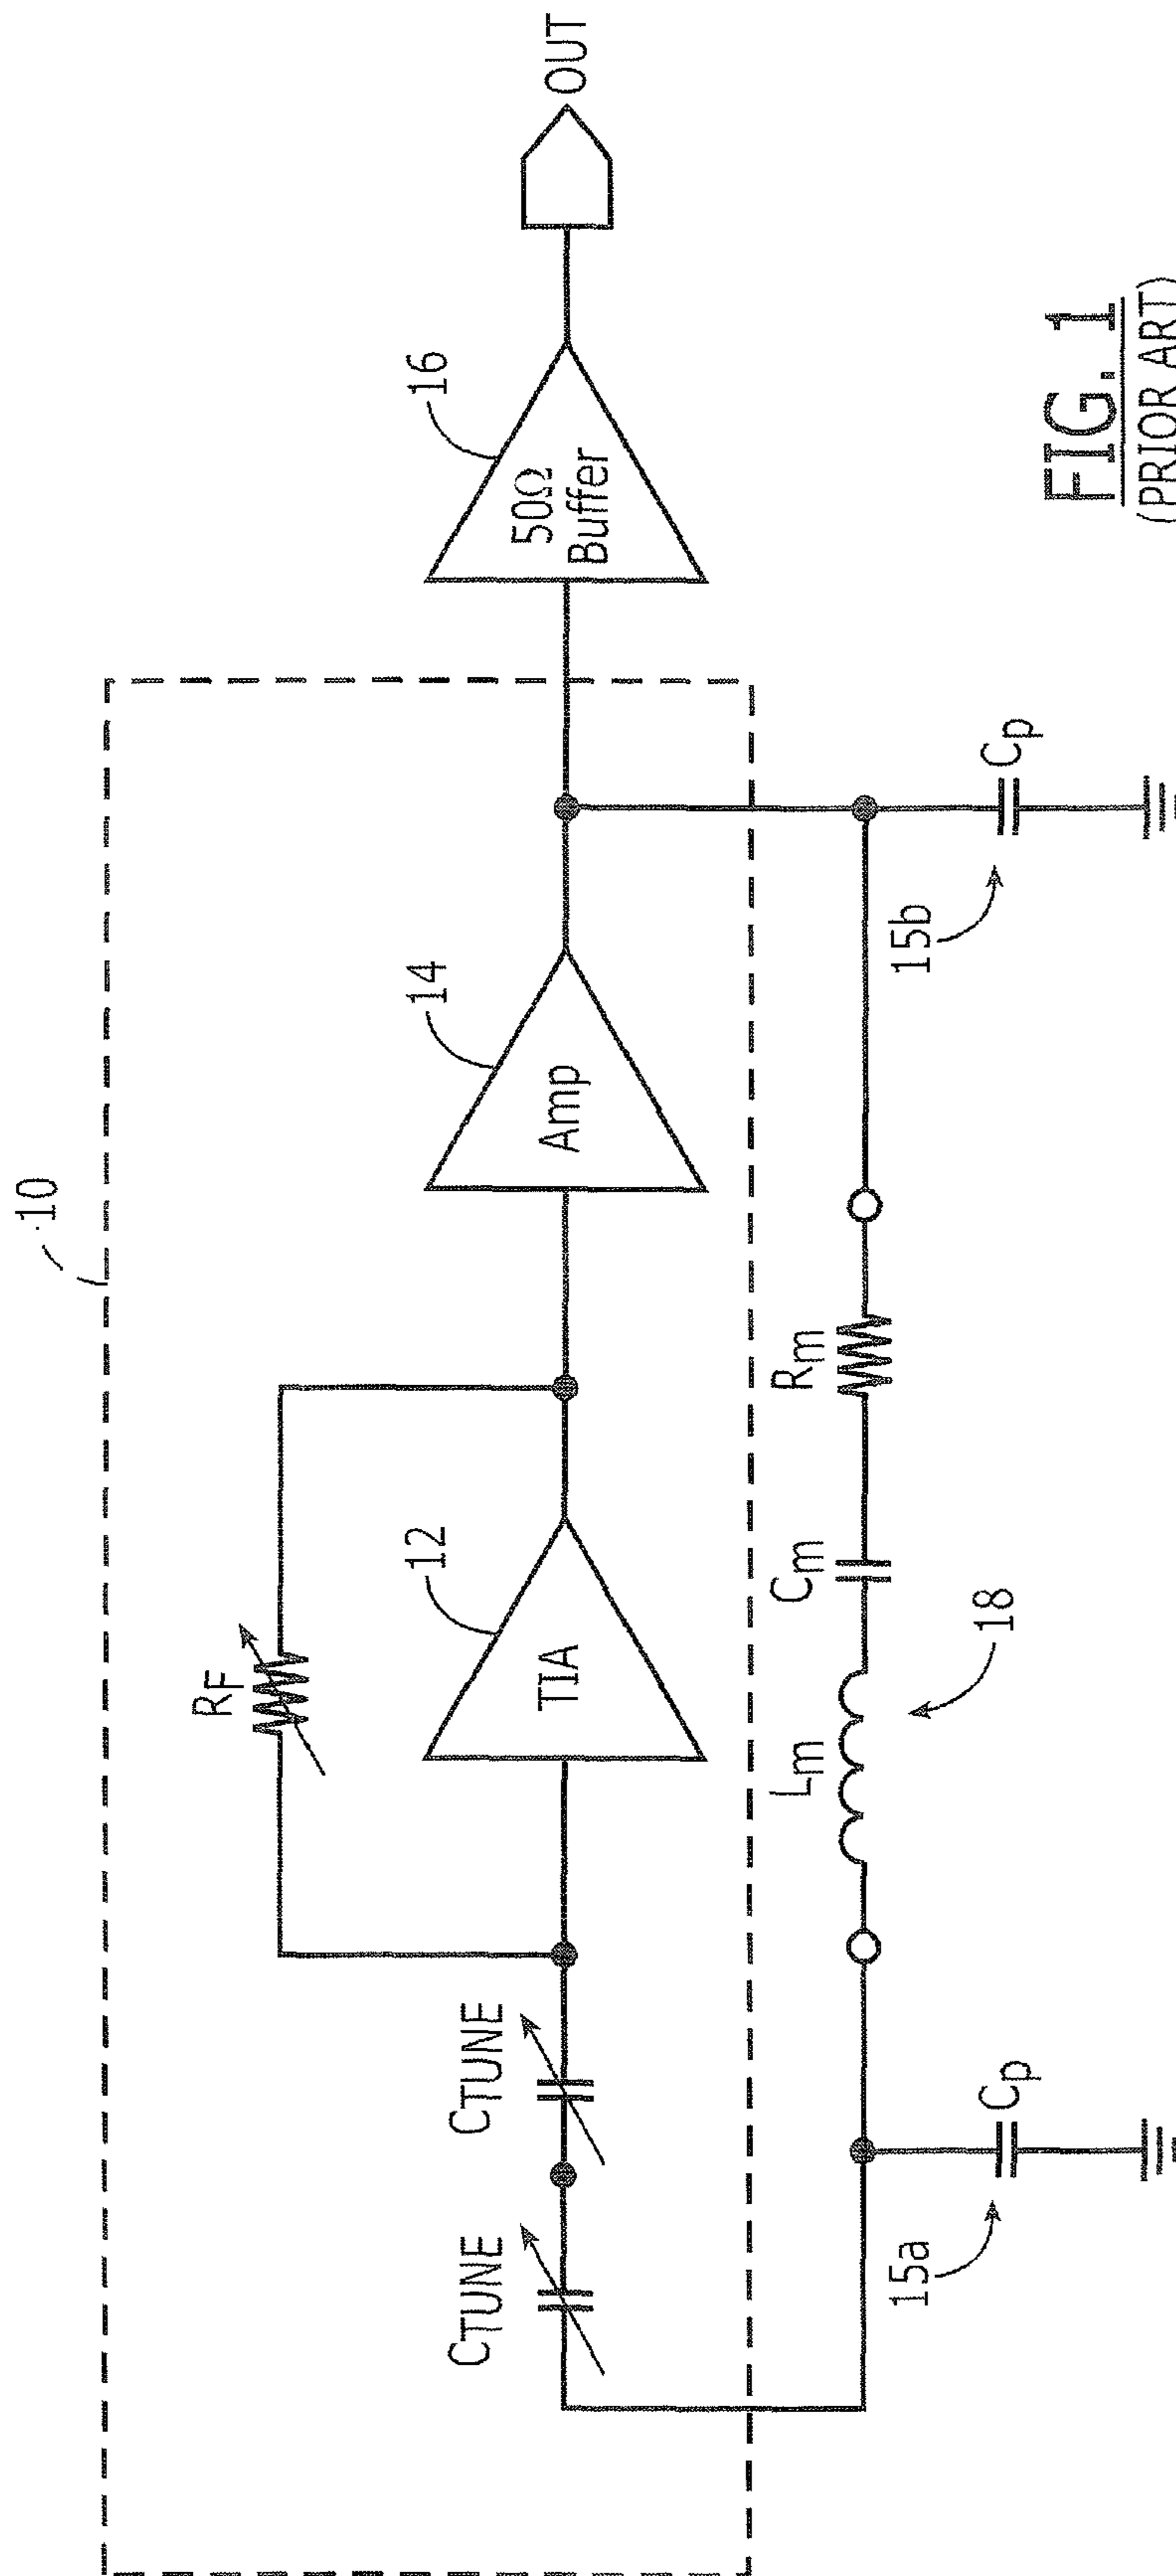 10
RF
CTUNE
CTUNE
12
TIA
14
Amp
16
50Ω
Buffer
OUT
Lm
Cm
Rm
18
15a
Cp
15b
Cp
FIG. 1
(PRIOR ART)